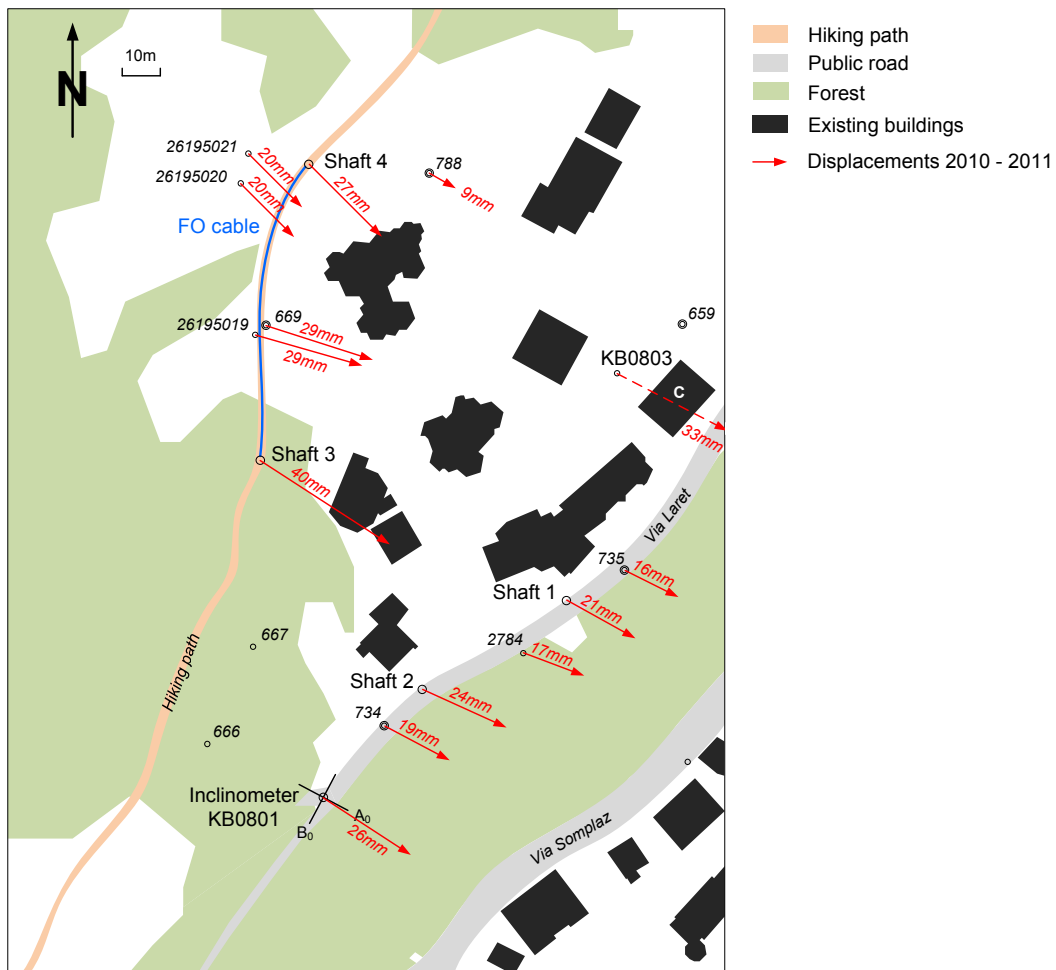 N
10m
Hiking path
Public road
Forest
Existing buildings
Displacements 2010 - 2011
26195021
20mm
Shaft 4
26195020
20mm
27mm
788
9mm
FO cable
669
26195019
29mm
29mm
659
KB0803
C
33mm
Shaft 3
40mm
Via Laret
735
16mm
Shaft 1
21mm
2784
17mm
667
Hiking path
Shaft 2
24mm
734
19mm
666
Inclinometer
KB0801
A0
B0
26mm
Via Somplaz